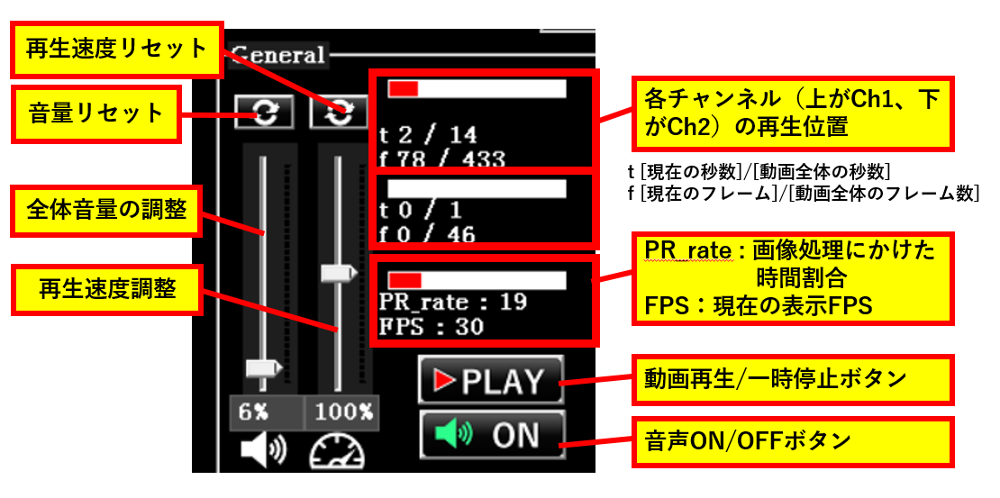 再生速度リセット
音量リセット
全体音量の調整
再生速度調整
General
t 2 / 14
f 78 / 433
t 0 / 1
f 0 / 46
PR_rate : 19
FPS : 30
PLAY
ON
6%
100%
各チャンネル（上がCh1、下
がCh2）の再生位置
t [現在の秒数]/[動画全体の秒数]
f [現在のフレーム]/[動画全体のフレーム数]
PR_rate : 画像処理にかけた
時間割合
FPS：現在の表示FPS
動画再生/一時停止ボタン
音声ON/OFFボタン